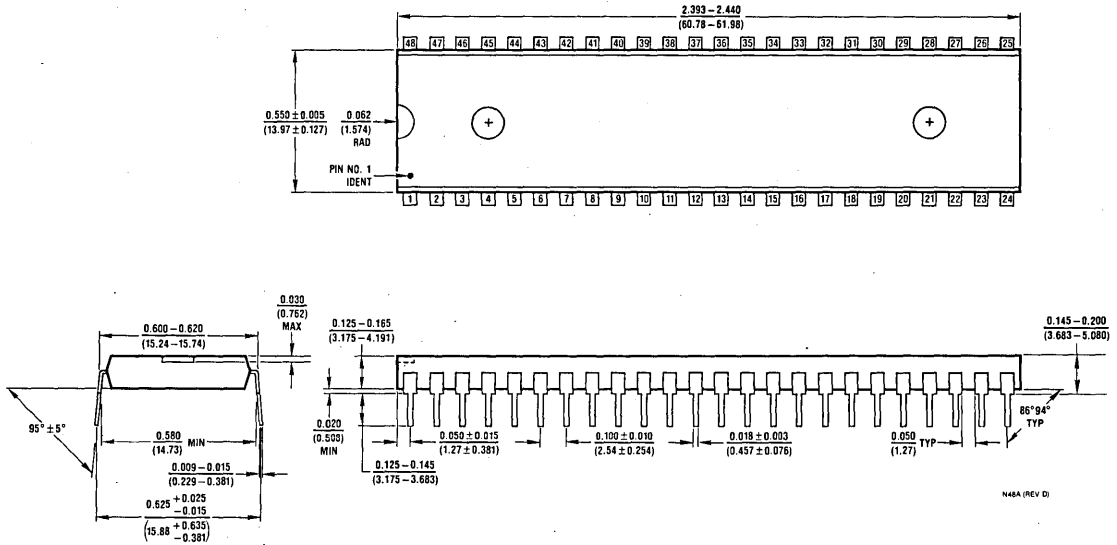 2.393 – 2.440
(60.78 – 61.98)
48 47 46 45 44 43 42 41 40 39 38 37 36 35 34 33 32 31 30 29 28 27 26 25
0.550 ± 0.005
(13.97 ± 0.127)
0.062
(1.574)
RAD
PIN NO. 1
IDENT
1 2 3 4 5 6 7 8 9 10 11 12 13 14 15 16 17 18 19 20 21 22 23 24
0.600 – 0.620
(15.24 – 15.74)
0.030
(0.762)
MAX
0.125 – 0.165
(3.175 – 4.191)
0.145 – 0.200
(3.683 – 5.080)
95° ± 5°
0.580
(14.73)
MIN
0.009 – 0.015
(0.229 – 0.381)
0.625 +0.025
−0.015
(15.88 +0.635
−0.381)
0.020
(0.508)
MIN
0.125 – 0.145
(3.175 – 3.683)
0.050 ± 0.015
(1.27 ± 0.381)
0.100 ± 0.010
(2.54 ± 0.254)
0.018 ± 0.003
(0.457 ± 0.076)
0.050
(1.27)
TYP
86° 94°
TYP
N48A (REV D)